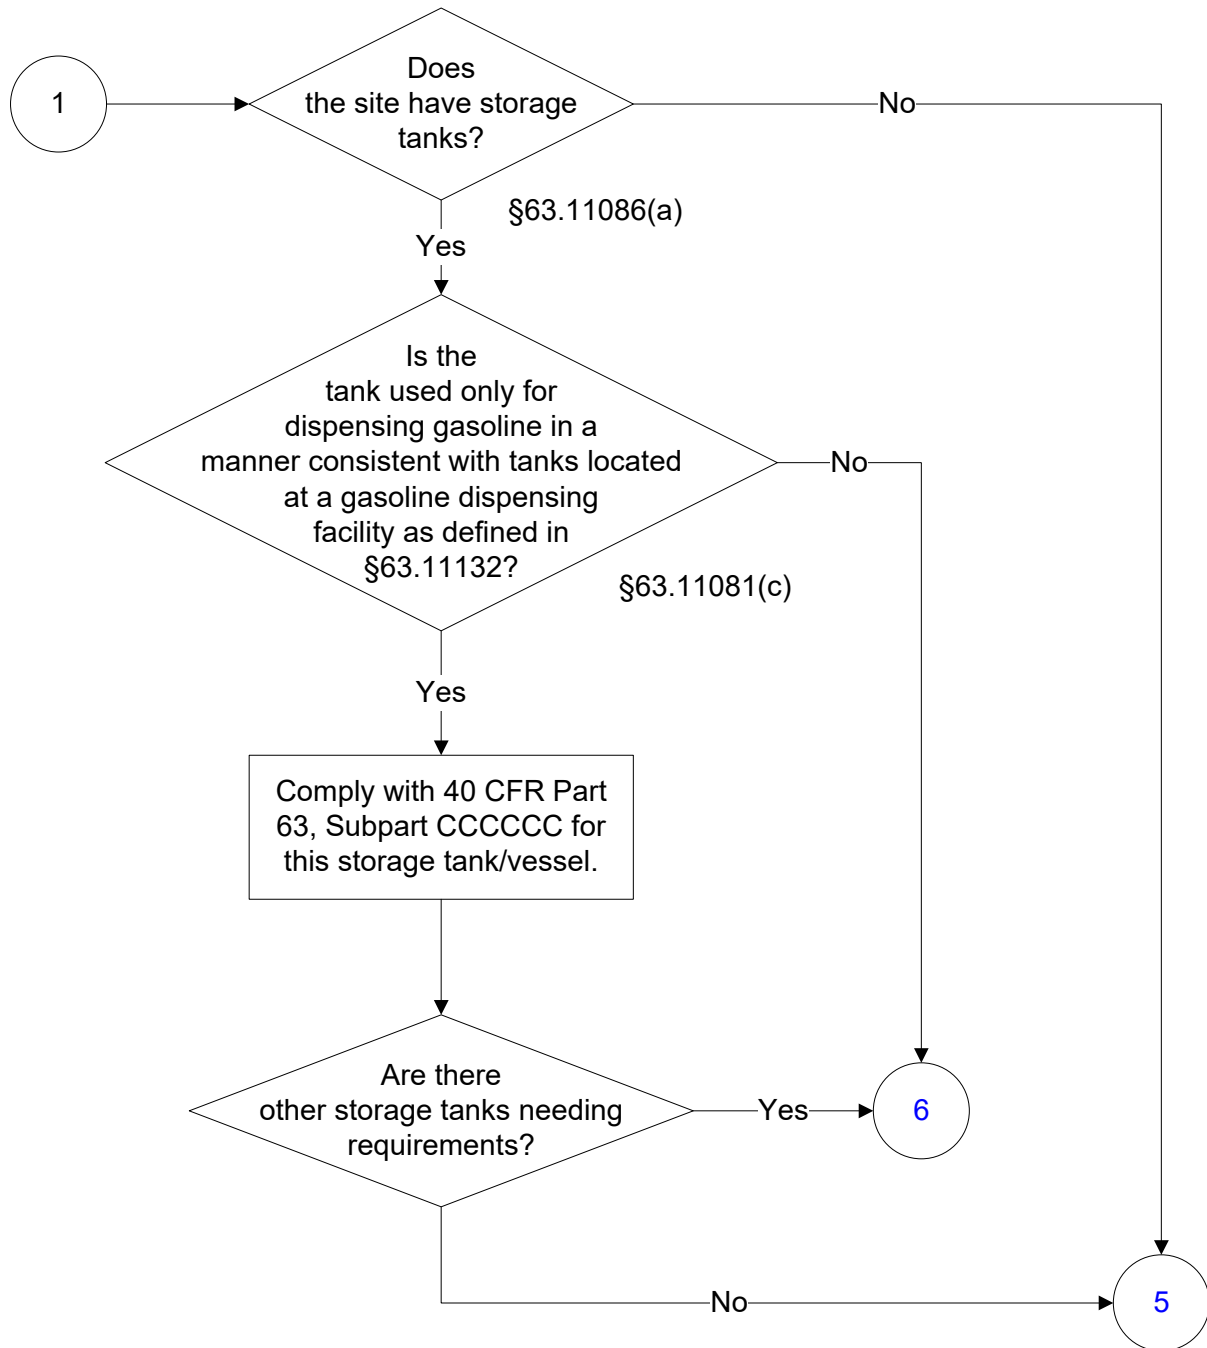 1
Does
the site have storage
tanks?
No
§63.11086(a)
Yes
Is the
tank used only for
dispensing gasoline in a
manner consistent with tanks located
at a gasoline dispensing
facility as defined in
§63.11132?
No
§63.11081(c)
Yes
Comply with 40 CFR Part
63, Subpart CCCCCC for
this storage tank/vessel.
Are there
other storage tanks needing
requirements?
Yes
6
No
5